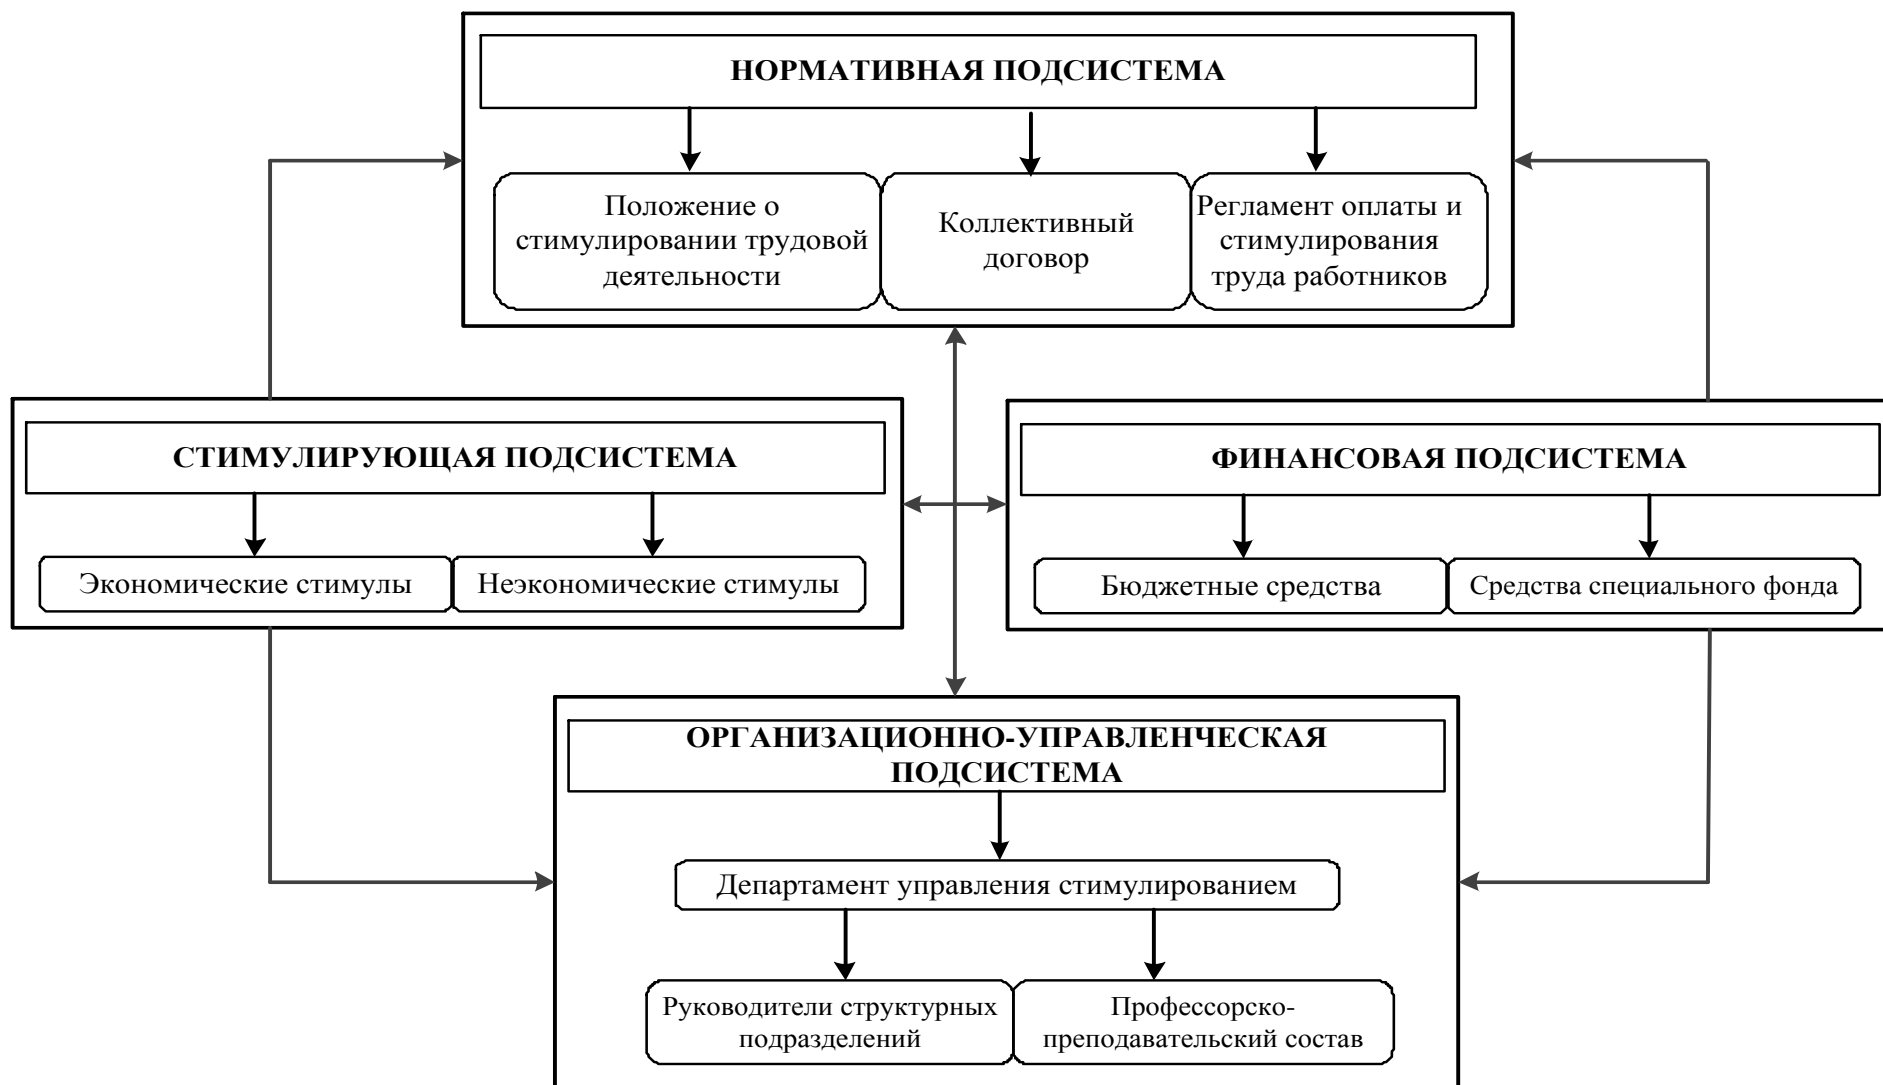 НОРМАТИВНАЯ ПОДСИСТЕМА
Положение о
стимулировании трудовой
деятельности
Коллективный
договор
Регламент оплаты и
стимулирования
труда работников
СТИМУЛИРУЮЩАЯ ПОДСИСТЕМА
Экономические стимулы
Неэкономические стимулы
ФИНАНСОВАЯ ПОДСИСТЕМА
Бюджетные средства
Средства специального фонда
ОРГАНИЗАЦИОННО-УПРАВЛЕНЧЕСКАЯ
ПОДСИСТЕМА
Департамент управления стимулированием
Руководители структурных
подразделений
Профессорско-
преподавательский состав